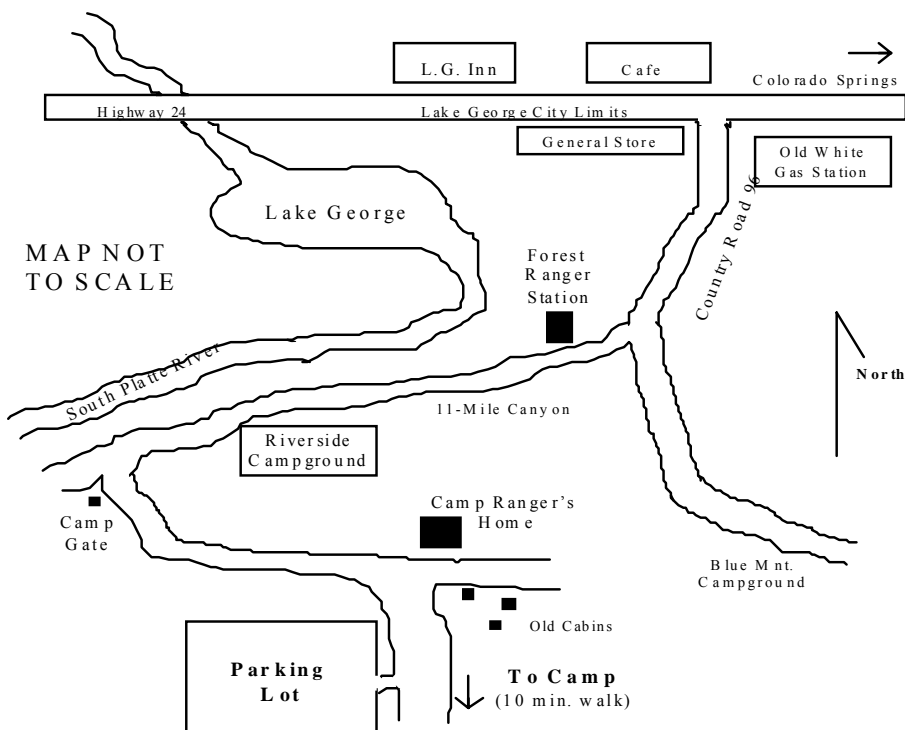 L.G. Inn
Cafe
Colorado Springs
Highway 24
Lake George City Limits
General Store
Old White
Gas Station
Lake George
Country Road 96
MAP NOT
TO SCALE
Forest
Ranger
Station
North
South Platte River
11-Mile Canyon
Riverside
Campground
Camp
Gate
Camp Ranger's
Home
Blue Mnt.
Campground
Old Cabins
Parking
Lot
To Camp
(10 min. walk)